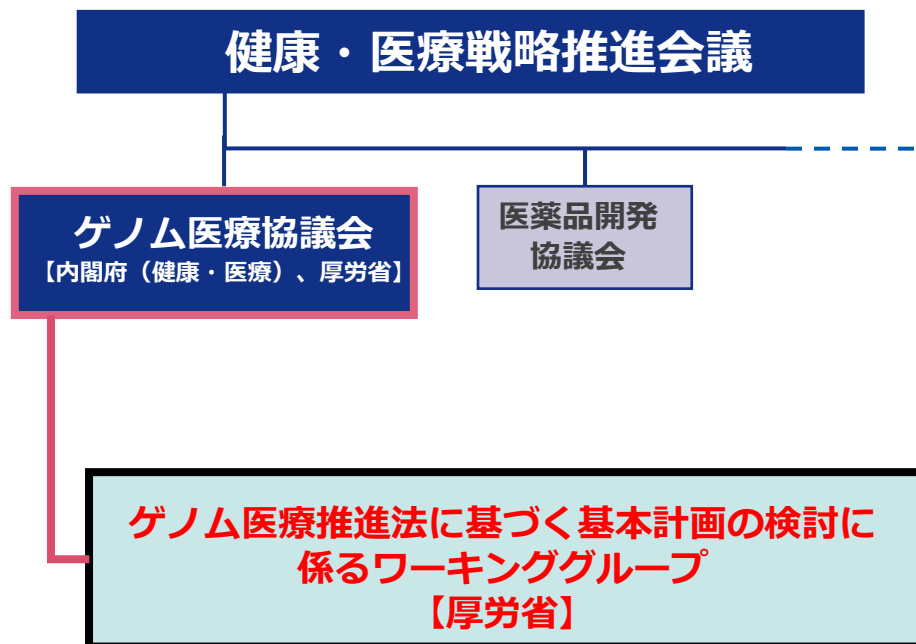 健康・医療戦略推進会議
ゲノム医療協議会
【内閣府（健康・医療）、厚労省】
医薬品開発
協議会
ゲノム医療推進法に基づく基本計画の検討に
係るワーキンググループ
【厚労省】